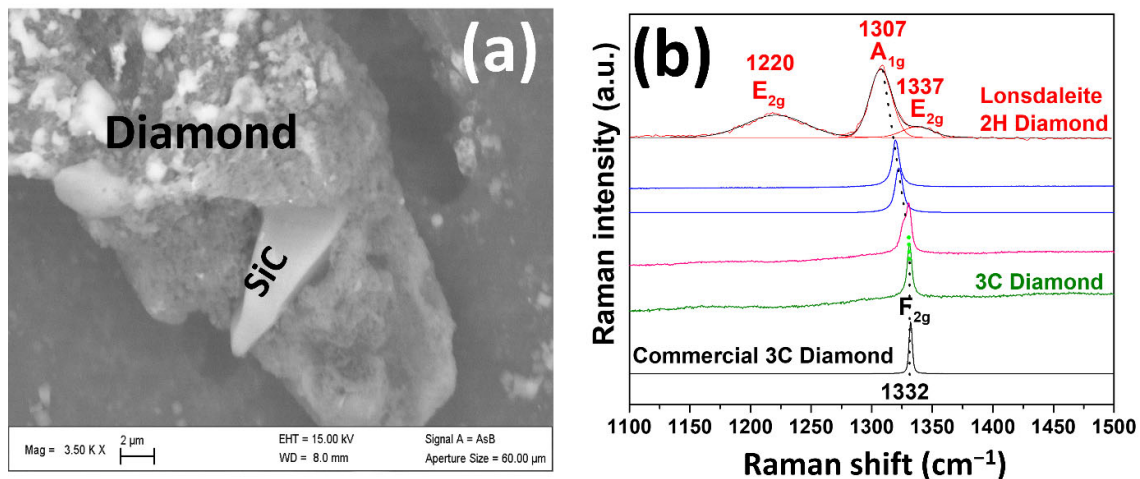 (a)
Diamond
SiC
Mag = 3.50 K X
2 µm
EHT = 15.00 kV
WD = 8.0 mm
Signal A = AsB
Aperture Size = 60.00 µm
(b)
Raman intensity (a.u.)
1220
E2g
1307
A1g
1337
E2g
Lonsdaleite
2H Diamond
3C Diamond
F2g
Commercial 3C Diamond
1332
1100 1150 1200 1250 1300 1350 1400 1450 1500
Raman shift (cm⁻¹)